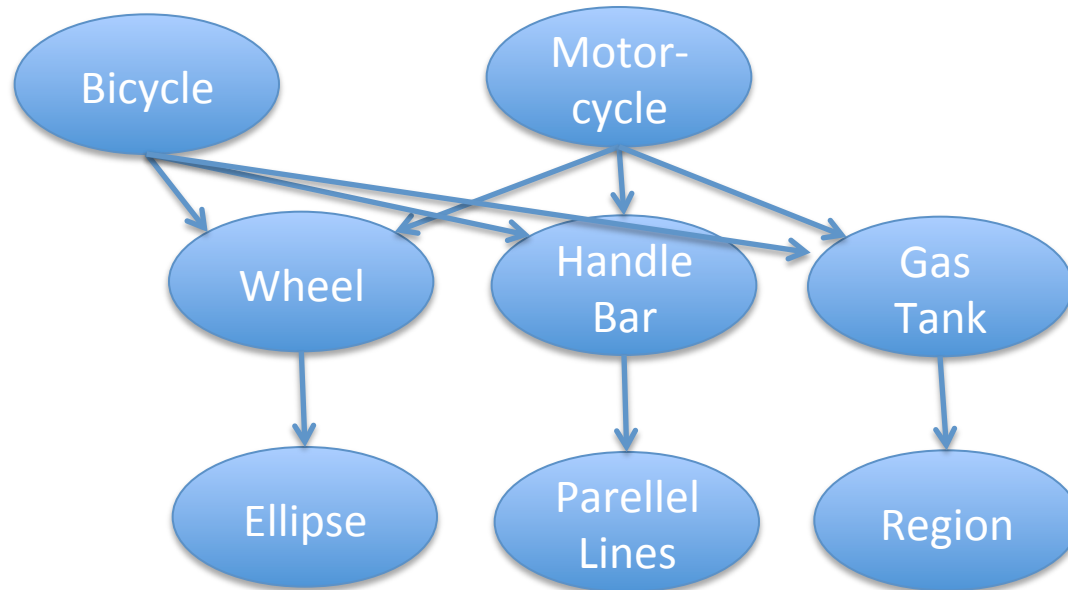 Bicycle
Motor-
cycle
Wheel
Handle
Bar
Gas
Tank
Ellipse
Parellel
Lines
Region